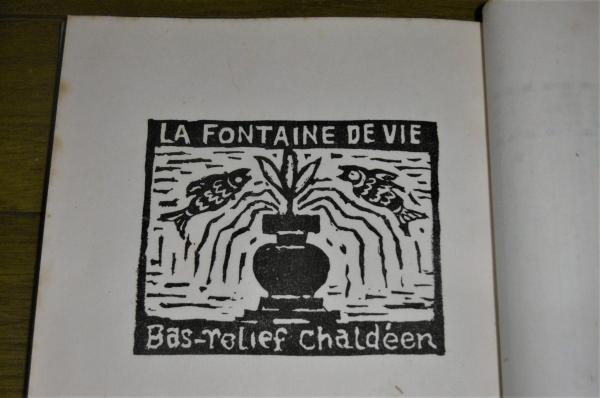 LA FONTAINE DE VIE
Bas-relief chaldéen